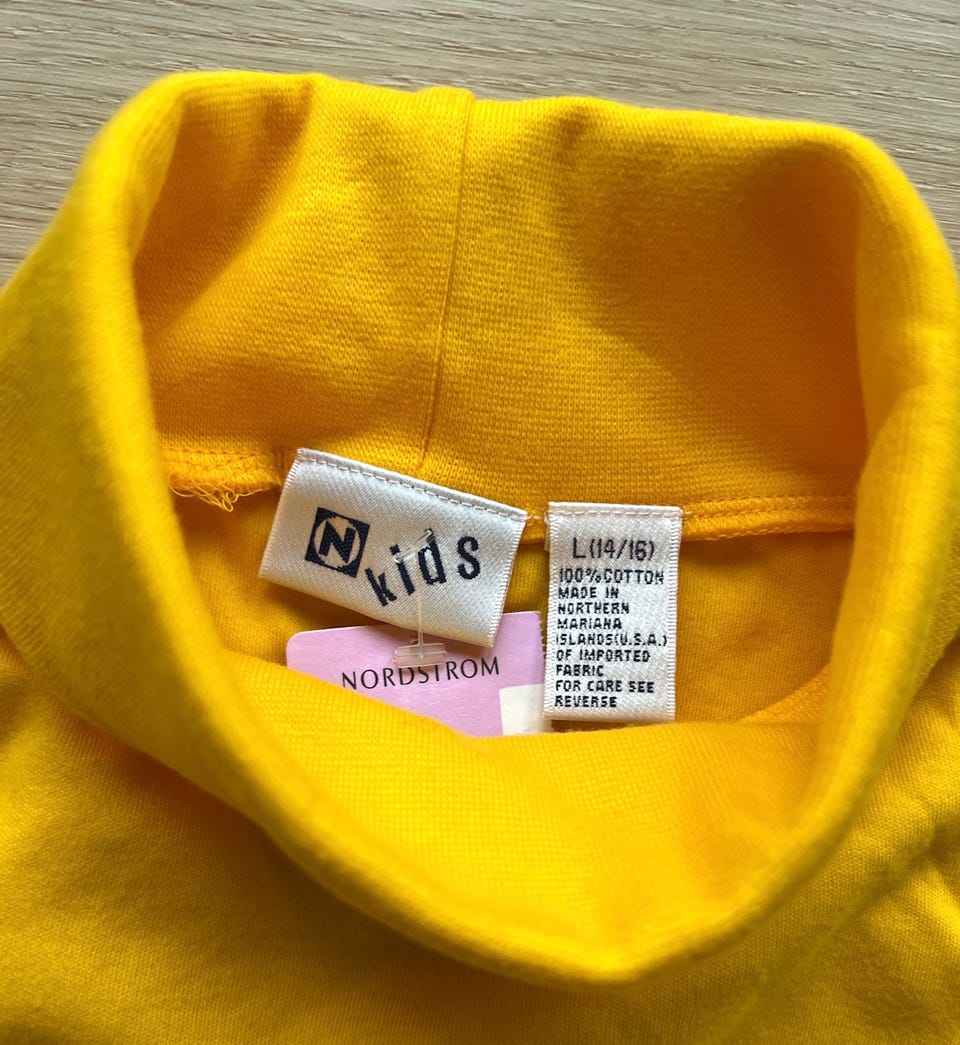 N kids
NORDSTROM
L(14/16)
100%COTTON
MADE IN
NORTHERN
MARIANA
ISLANDS(U.S.A.)
OF IMPORTED
FABRIC
FOR CARE SEE
REVERSE